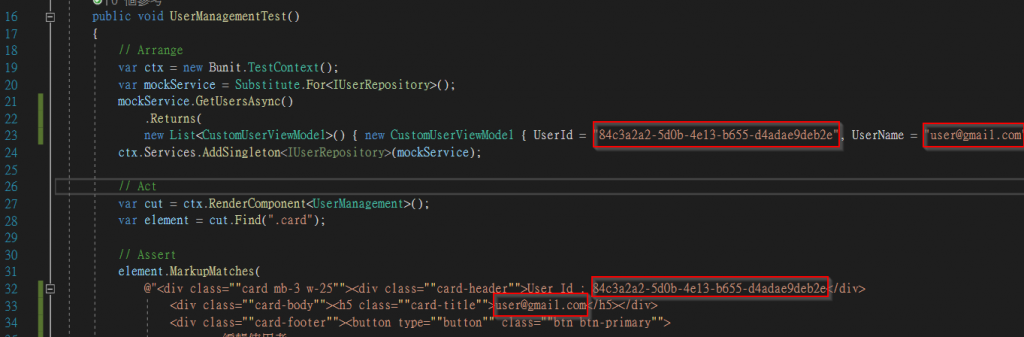 10 個參考
16 public void UserManagementTest()
17 {
18 // Arrange
19 var ctx = new Bunit.TestContext();
20 var mockService = Substitute.For<IUserRepository>();
21 mockService.GetUsersAsync()
22 .Returns(
23 new List<CustomUserViewModel>() { new CustomUserViewModel { UserId = "84c3a2a2-5d0b-4e13-b655-d4adae9deb2e", UserName = "user@gmail.com"
24 ctx.Services.AddSingleton<IUserRepository>(mockService);
25
26 // Act
27 var cut = ctx.RenderComponent<UserManagement>();
28 var element = cut.Find(".card");
29
30 // Assert
31 element.MarkupMatches(
32 @"<div class=""card mb-3 w-25""><div class=""card-header"">User Id : 84c3a2a2-5d0b-4e13-b655-d4adae9deb2e</div>
33 <div class=""card-body""><h5 class=""card-title"">user@gmail.com</h5></div>
34 <div class=""card-footer""><button type=""button"" class=""btn btn-primary"">
編輯使用者